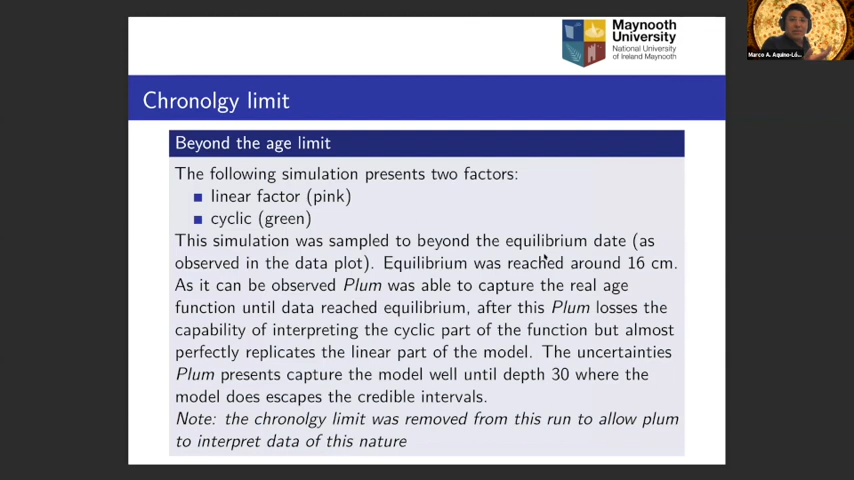 Maynooth
University
National University
of Ireland Maynooth
Marco A. Aquino-Ló...
Chronolgy limit
Beyond the age limit
The following simulation presents two factors:
linear factor (pink)
cyclic (green)
This simulation was sampled to beyond the equilibrium date (as
observed in the data plot). Equilibrium was reached around 16 cm.
As it can be observed Plum was able to capture the real age
function until data reached equilibrium, after this Plum losses the
capability of interpreting the cyclic part of the function but almost
perfectly replicates the linear part of the model. The uncertainties
Plum presents capture the model well until depth 30 where the
model does escapes the credible intervals.
Note: the chronolgy limit was removed from this run to allow plum
to interpret data of this nature